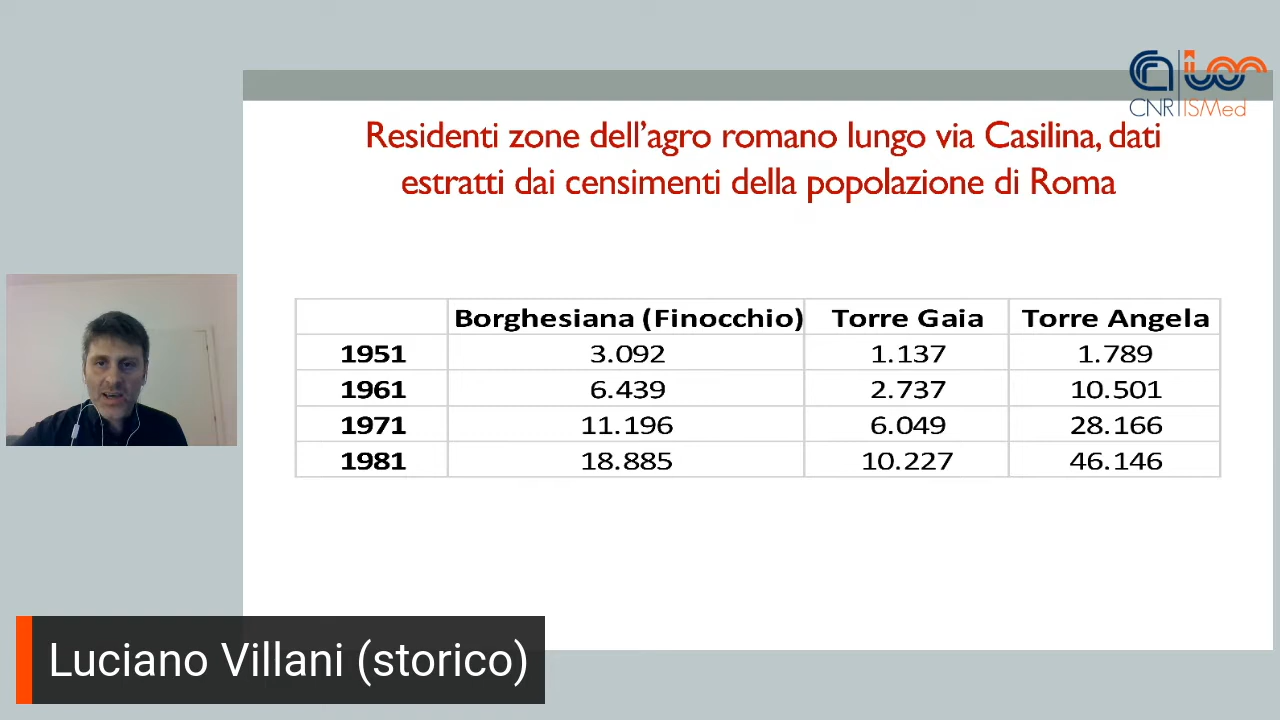 CNR ISMed
Residenti zone dell'agro romano lungo via Casilina, dati
estratti dai censimenti della popolazione di Roma
Borghesiana (Finocchio) Torre Gaia Torre Angela
1951 3.092 1.137 1.789
1961 6.439 2.737 10.501
1971 11.196 6.049 28.166
1981 18.885 10.227 46.146
Luciano Villani (storico)